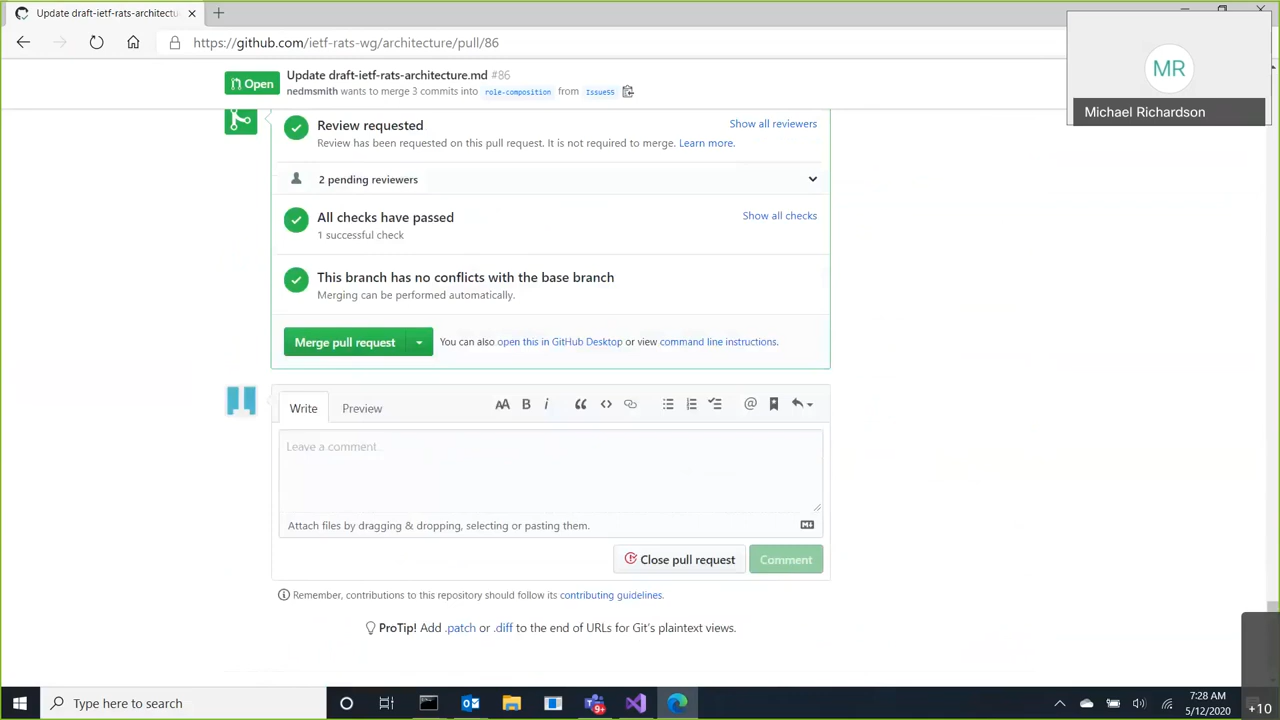 Update draft-ietf-rats-architectu
https://github.com/ietf-rats-wg/architecture/pull/86
MR
Michael Richardson
Open
Update draft-ietf-rats-architecture.md #86
nedmsmith wants to merge 3 commits into role-composition from Issue55
Review requested
Show all reviewers
Review has been requested on this pull request. It is not required to merge. Learn more.
2 pending reviewers
All checks have passed
Show all checks
1 successful check
This branch has no conflicts with the base branch
Merging can be performed automatically.
Merge pull request
You can also open this in GitHub Desktop or view command line instructions.
Write
Preview
AA B i
Leave a comment
Attach files by dragging & dropping, selecting or pasting them.
Close pull request
Comment
Remember, contributions to this repository should follow its contributing guidelines.
ProTip! Add .patch or .diff to the end of URLs for Git's plaintext views.
Type here to search
9+
7:28 AM
5/12/2020
+10